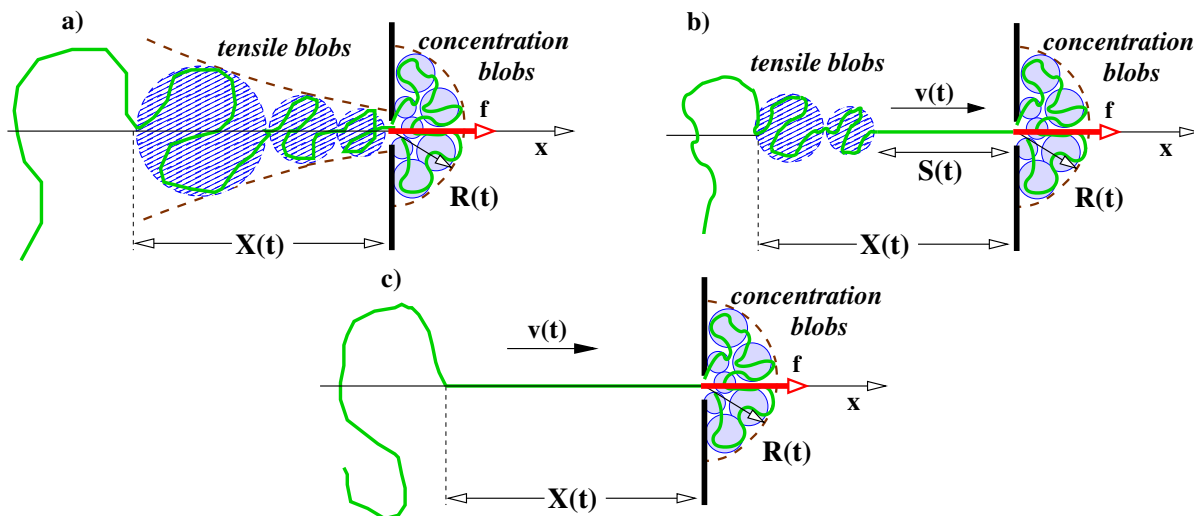 a)
tensile blobs
concentration
blobs
f
x
R(t)
X(t)
b)
tensile blobs
concentration
blobs
v(t)
f
x
S(t)
R(t)
X(t)
c)
concentration
blobs
v(t)
f
x
R(t)
X(t)